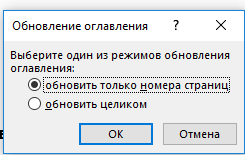 Обновление оглавления
Выберите один из режимов обновления
оглавления:
обновить только номера страниц
обновить целиком
ОК
Отмена